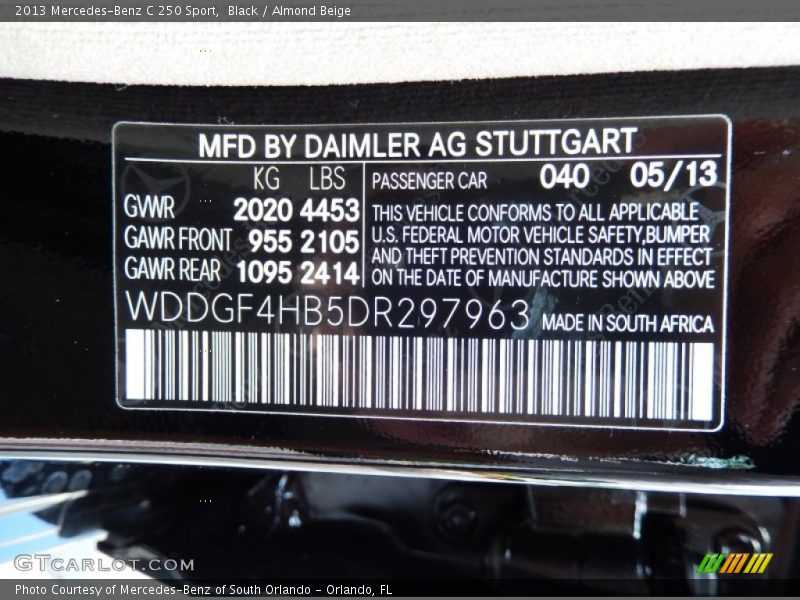 2013 Mercedes-Benz C 250 Sport,  Black / Almond Beige
MFD BY DAIMLER AG STUTTGART
KG LBS
GVWR 2020 4453
GAWR FRONT 955 2105
GAWR REAR 1095 2414
PASSENGER CAR 040 05/13
THIS VEHICLE CONFORMS TO ALL APPLICABLE
U.S. FEDERAL MOTOR VEHICLE SAFETY,BUMPER
AND THEFT PREVENTION STANDARDS IN EFFECT
ON THE DATE OF MANUFACTURE SHOWN ABOVE
WDDGF4HB5DR297963 MADE IN SOUTH AFRICA
GTCARLOT.COM
Photo Courtesy of Mercedes-Benz of South Orlando - Orlando, FL